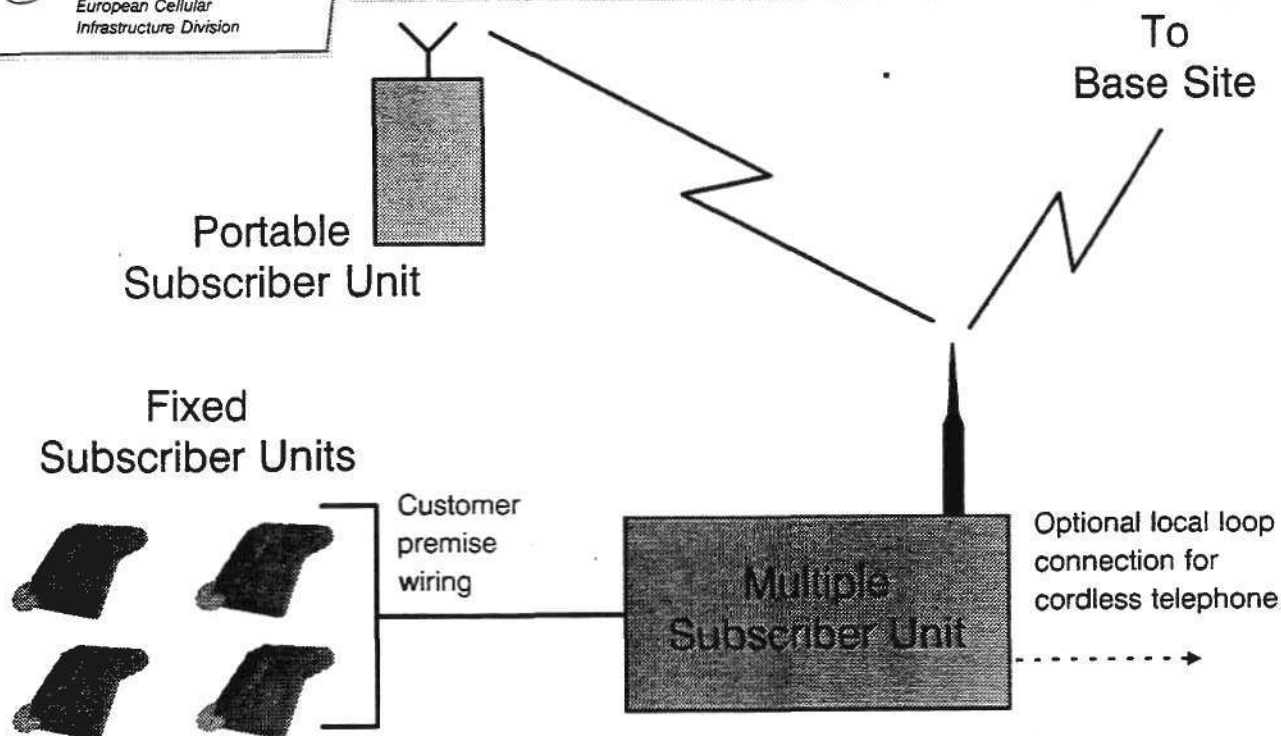 European Cellular
Infrastructure Division
To
Base Site
Portable
Subscriber Unit
Fixed
Subscriber Units
Customer
premise
wiring
Multiple
Subscriber Unit
Optional local loop
connection for
cordless telephone